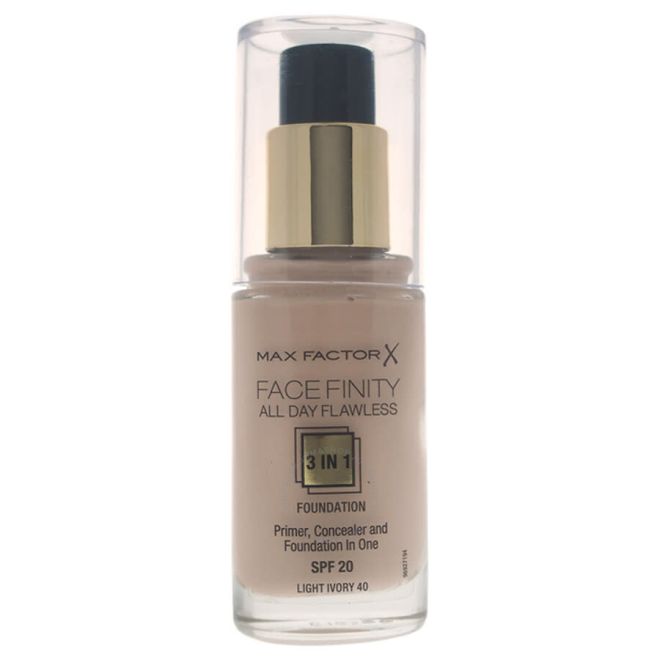 MAX FACTOR X
FACE FINITY
ALL DAY FLAWLESS
3 IN 1
FOUNDATION
Primer, Concealer and
Foundation In One
SPF 20
LIGHT IVORY 40
96927194